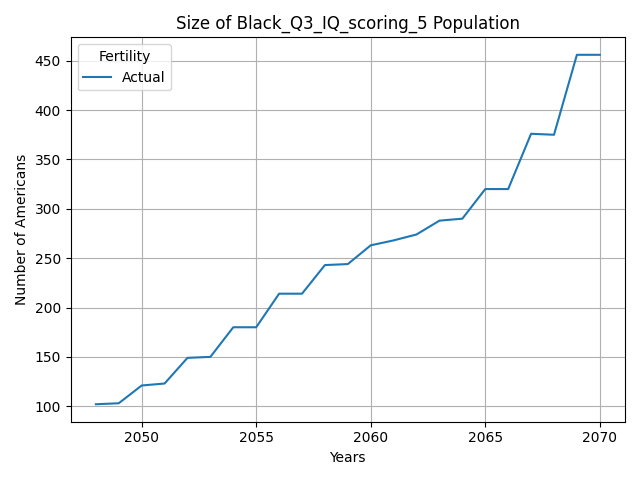 Size of Black_Q3_IQ_scoring_5 Population
Fertility
Actual
Number of Americans
450
400
350
300
250
200
150
100
2050 2055 2060 2065 2070
Years